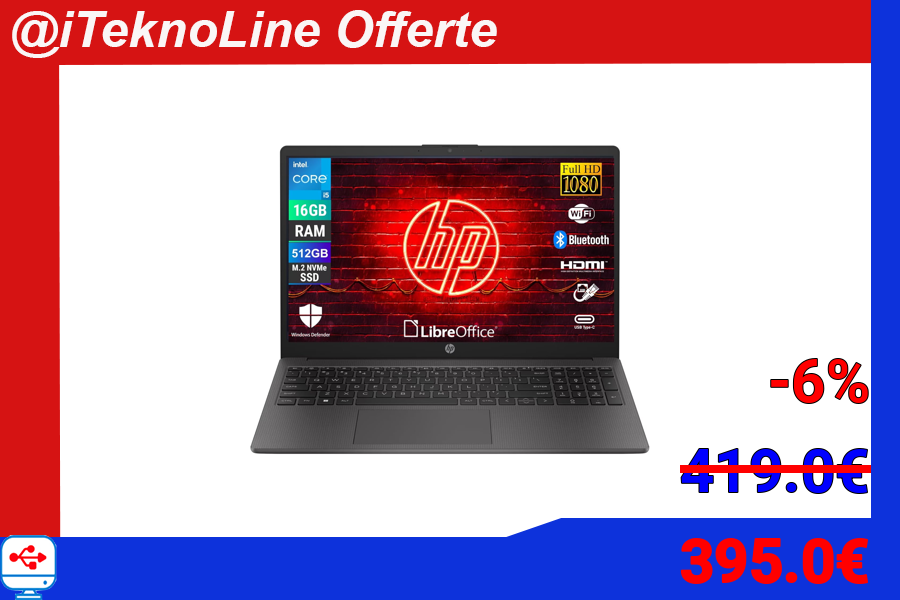 @iTeknoLine Offerte
intel
CORE
i5
16GB
RAM
512GB
M.2 NVMe
SSD
Windows Defender
hp
LibreOffice
Full HD
1080
WiFi
Bluetooth
HDMI
USB Type-C
hp
-6%
419.0€
395.0€